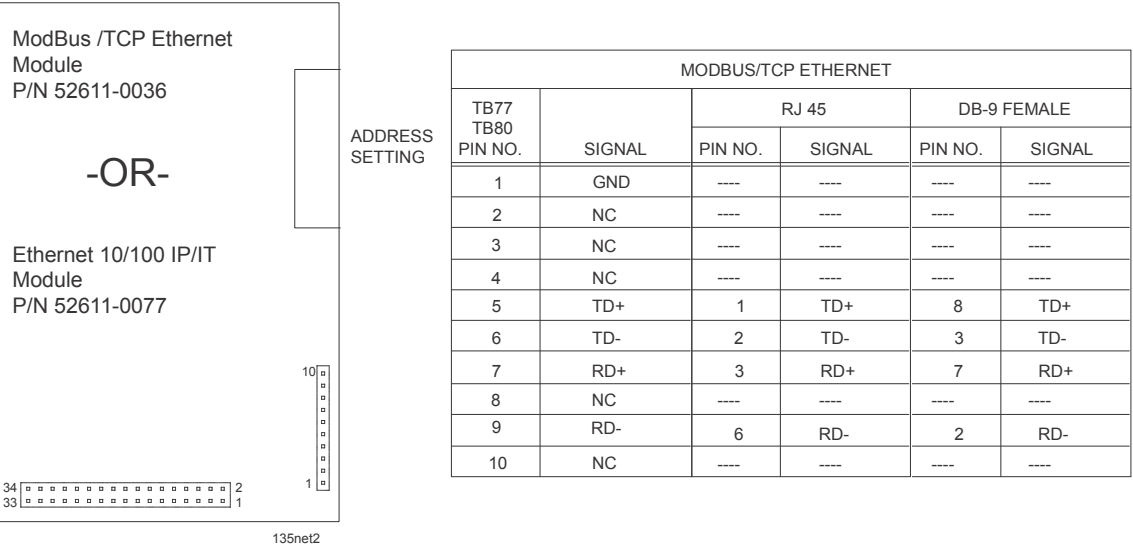 ModBus /TCP Ethernet
Module
P/N 52611-0036
-OR-
Ethernet 10/100 IP/IT
Module
P/N 52611-0077
ADDRESS
SETTING
10
1
34 2
33 1
135net2
MODBUS/TCP ETHERNET
TB77
TB80
PIN NO. SIGNAL RJ 45 DB-9 FEMALE
PIN NO. SIGNAL PIN NO. SIGNAL
1 GND ---- ---- ---- ----
2 NC ---- ---- ---- ----
3 NC ---- ---- ---- ----
4 NC ---- ---- ---- ----
5 TD+ 1 TD+ 8 TD+
6 TD- 2 TD- 3 TD-
7 RD+ 3 RD+ 7 RD+
8 NC ---- ---- ---- ----
9 RD- 6 RD- 2 RD-
10 NC ---- ---- ---- ----